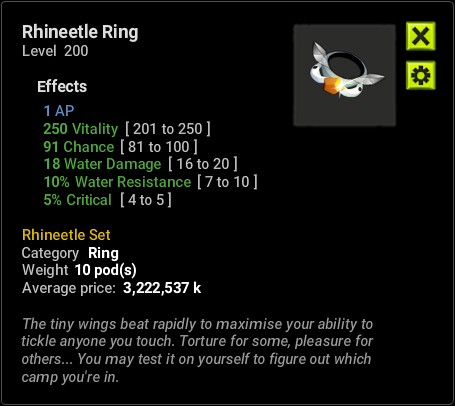 Rhineetle Ring
Level 200
Effects
1 AP
250 Vitality [ 201 to 250 ]
91 Chance [ 81 to 100 ]
18 Water Damage [ 16 to 20 ]
10% Water Resistance [ 7 to 10 ]
5% Critical [ 4 to 5 ]
Rhineetle Set
Category Ring
Weight 10 pod(s)
Average price: 3,222,537 k
The tiny wings beat rapidly to maximise your ability to
tickle anyone you touch. Torture for some, pleasure for
others... You may test it on yourself to figure out which
camp you're in.